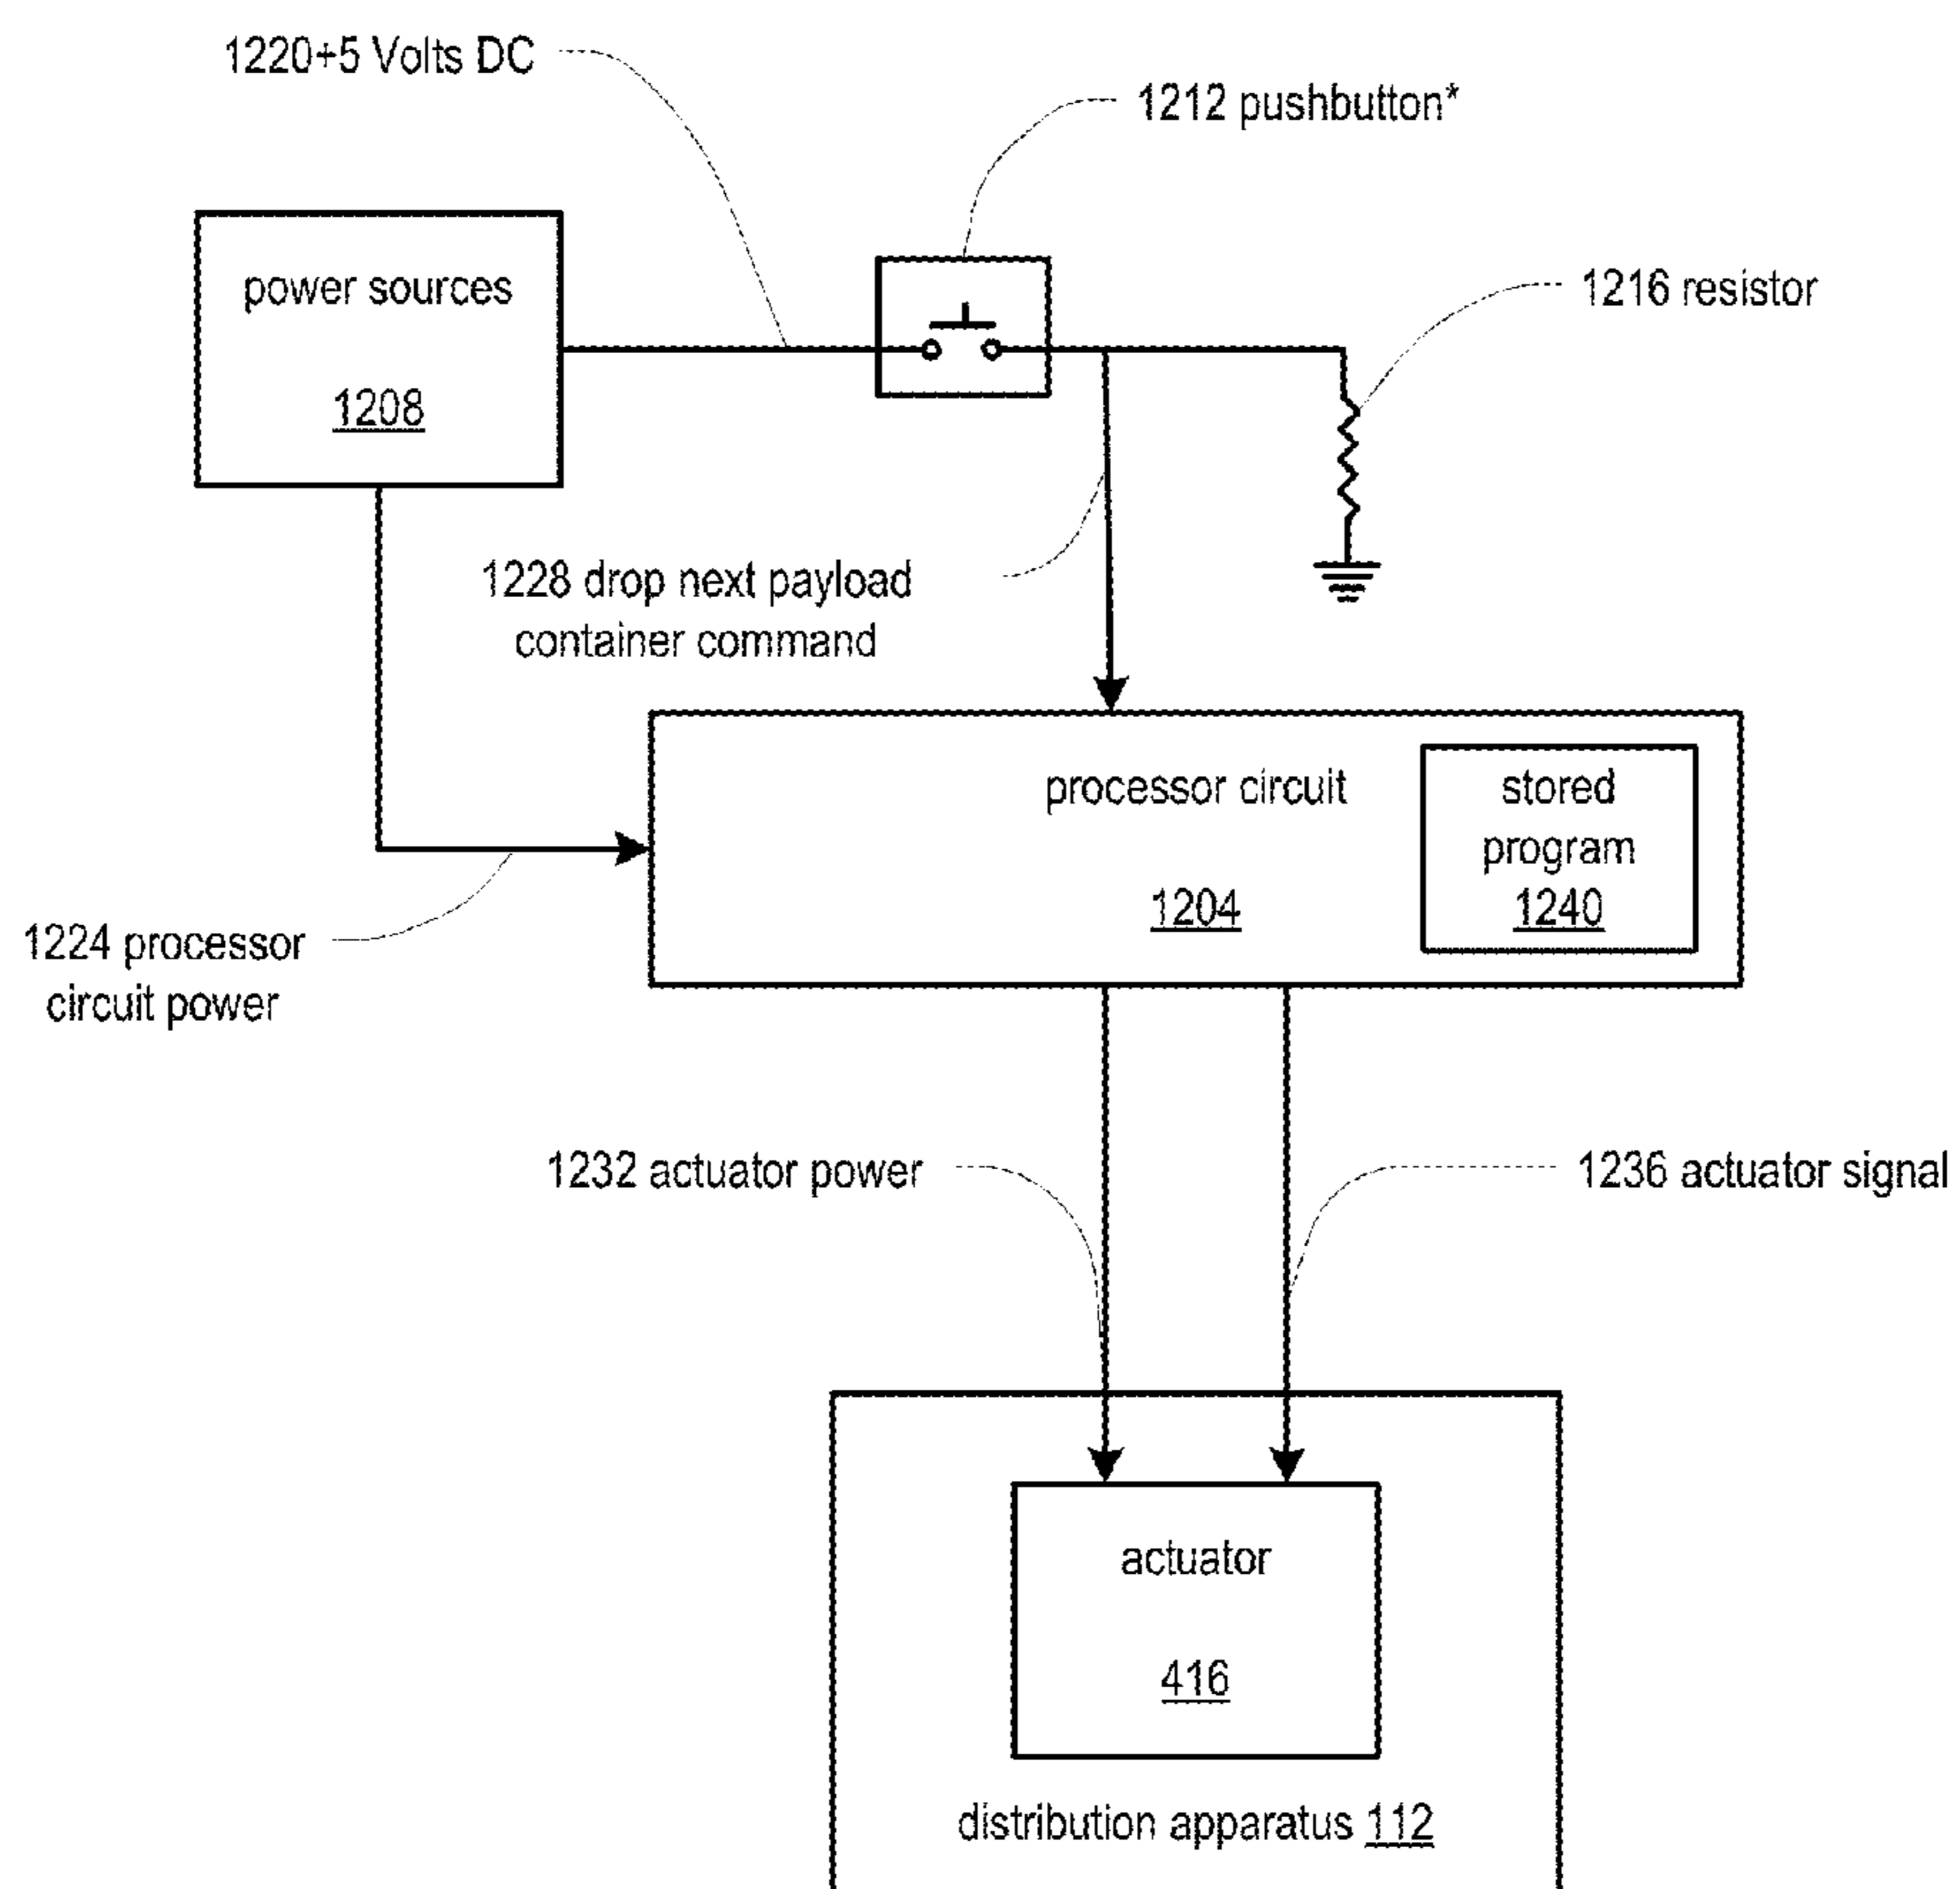 1220+5 Volts DC
1212 pushbutton*
power sources
1208
1216 resistor
1228 drop next payload
container command
processor circuit
1204
stored
program
1240
1224 processor
circuit power
1232 actuator power
1236 actuator signal
actuator
416
distribution apparatus 112